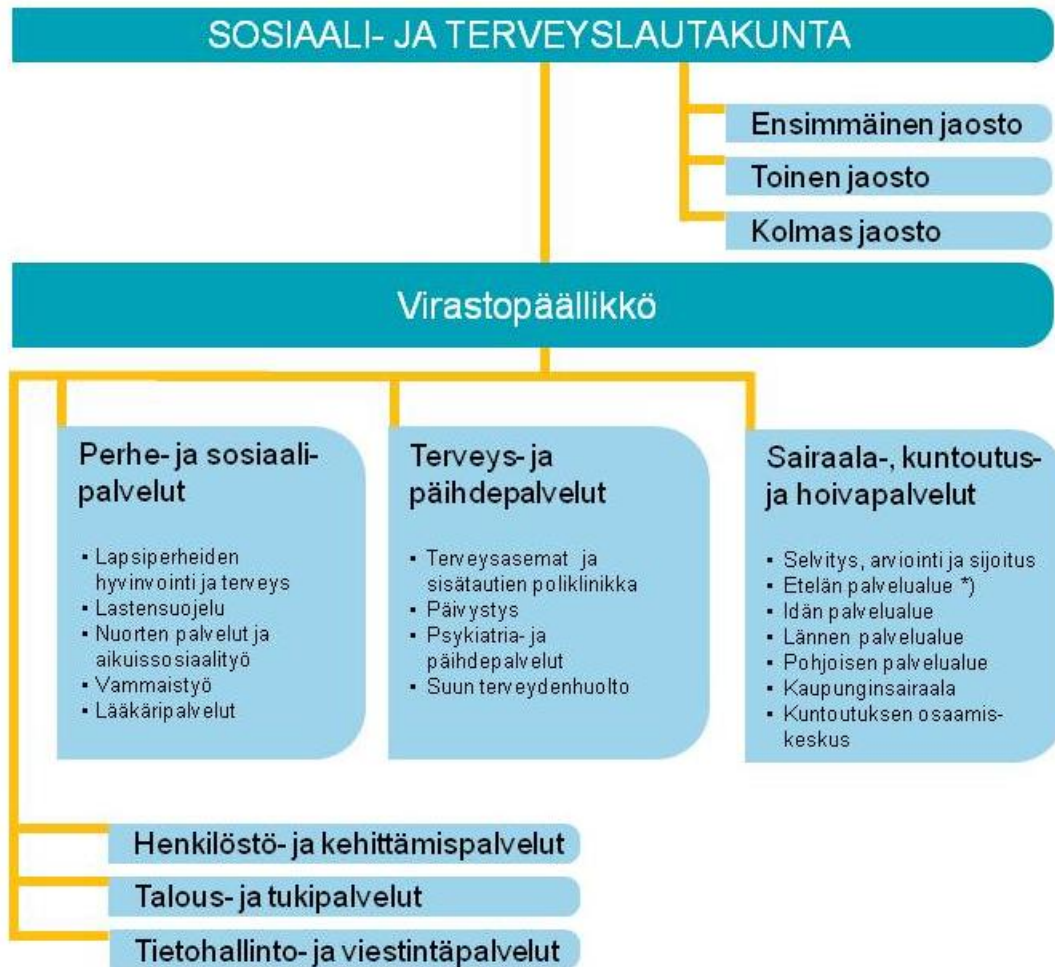 SOSIAALI- JA TERVEYSLAUTAKUNTA
Ensimmäinen jaosto
Toinen jaosto
Kolmas jaosto
Virastopäällikkö
Perhe- ja sosiaali-
palvelut
▪ Lapsiperheiden
hyvinvointi ja terveys
▪ Lastensuojelu
▪ Nuorten palvelut ja
aikuissosiaalityö
▪ Vammaistyö
▪ Lääkäripalvelut
Terveys- ja
päihdepalvelut
▪ Terveysasemat ja
sisätautien poliklinikka
▪ Päivystys
▪ Psykiatria- ja
päihdepalvelut
▪ Suun terveydenhuolto
Sairaala-, kuntoutus-
ja hoivapalvelut
▪ Selvitys, arviointi ja sijoitus
▪ Etelän palvelualue *)
▪ Idän palvelualue
▪ Lännen palvelualue
▪ Pohjoisen palvelualue
▪ Kaupunginsairaala
▪ Kuntoutuksen osaamis-
keskus
Henkilöstö- ja kehittämispalvelut
Talous- ja tukipalvelut
Tietohallinto- ja viestintäpalvelut